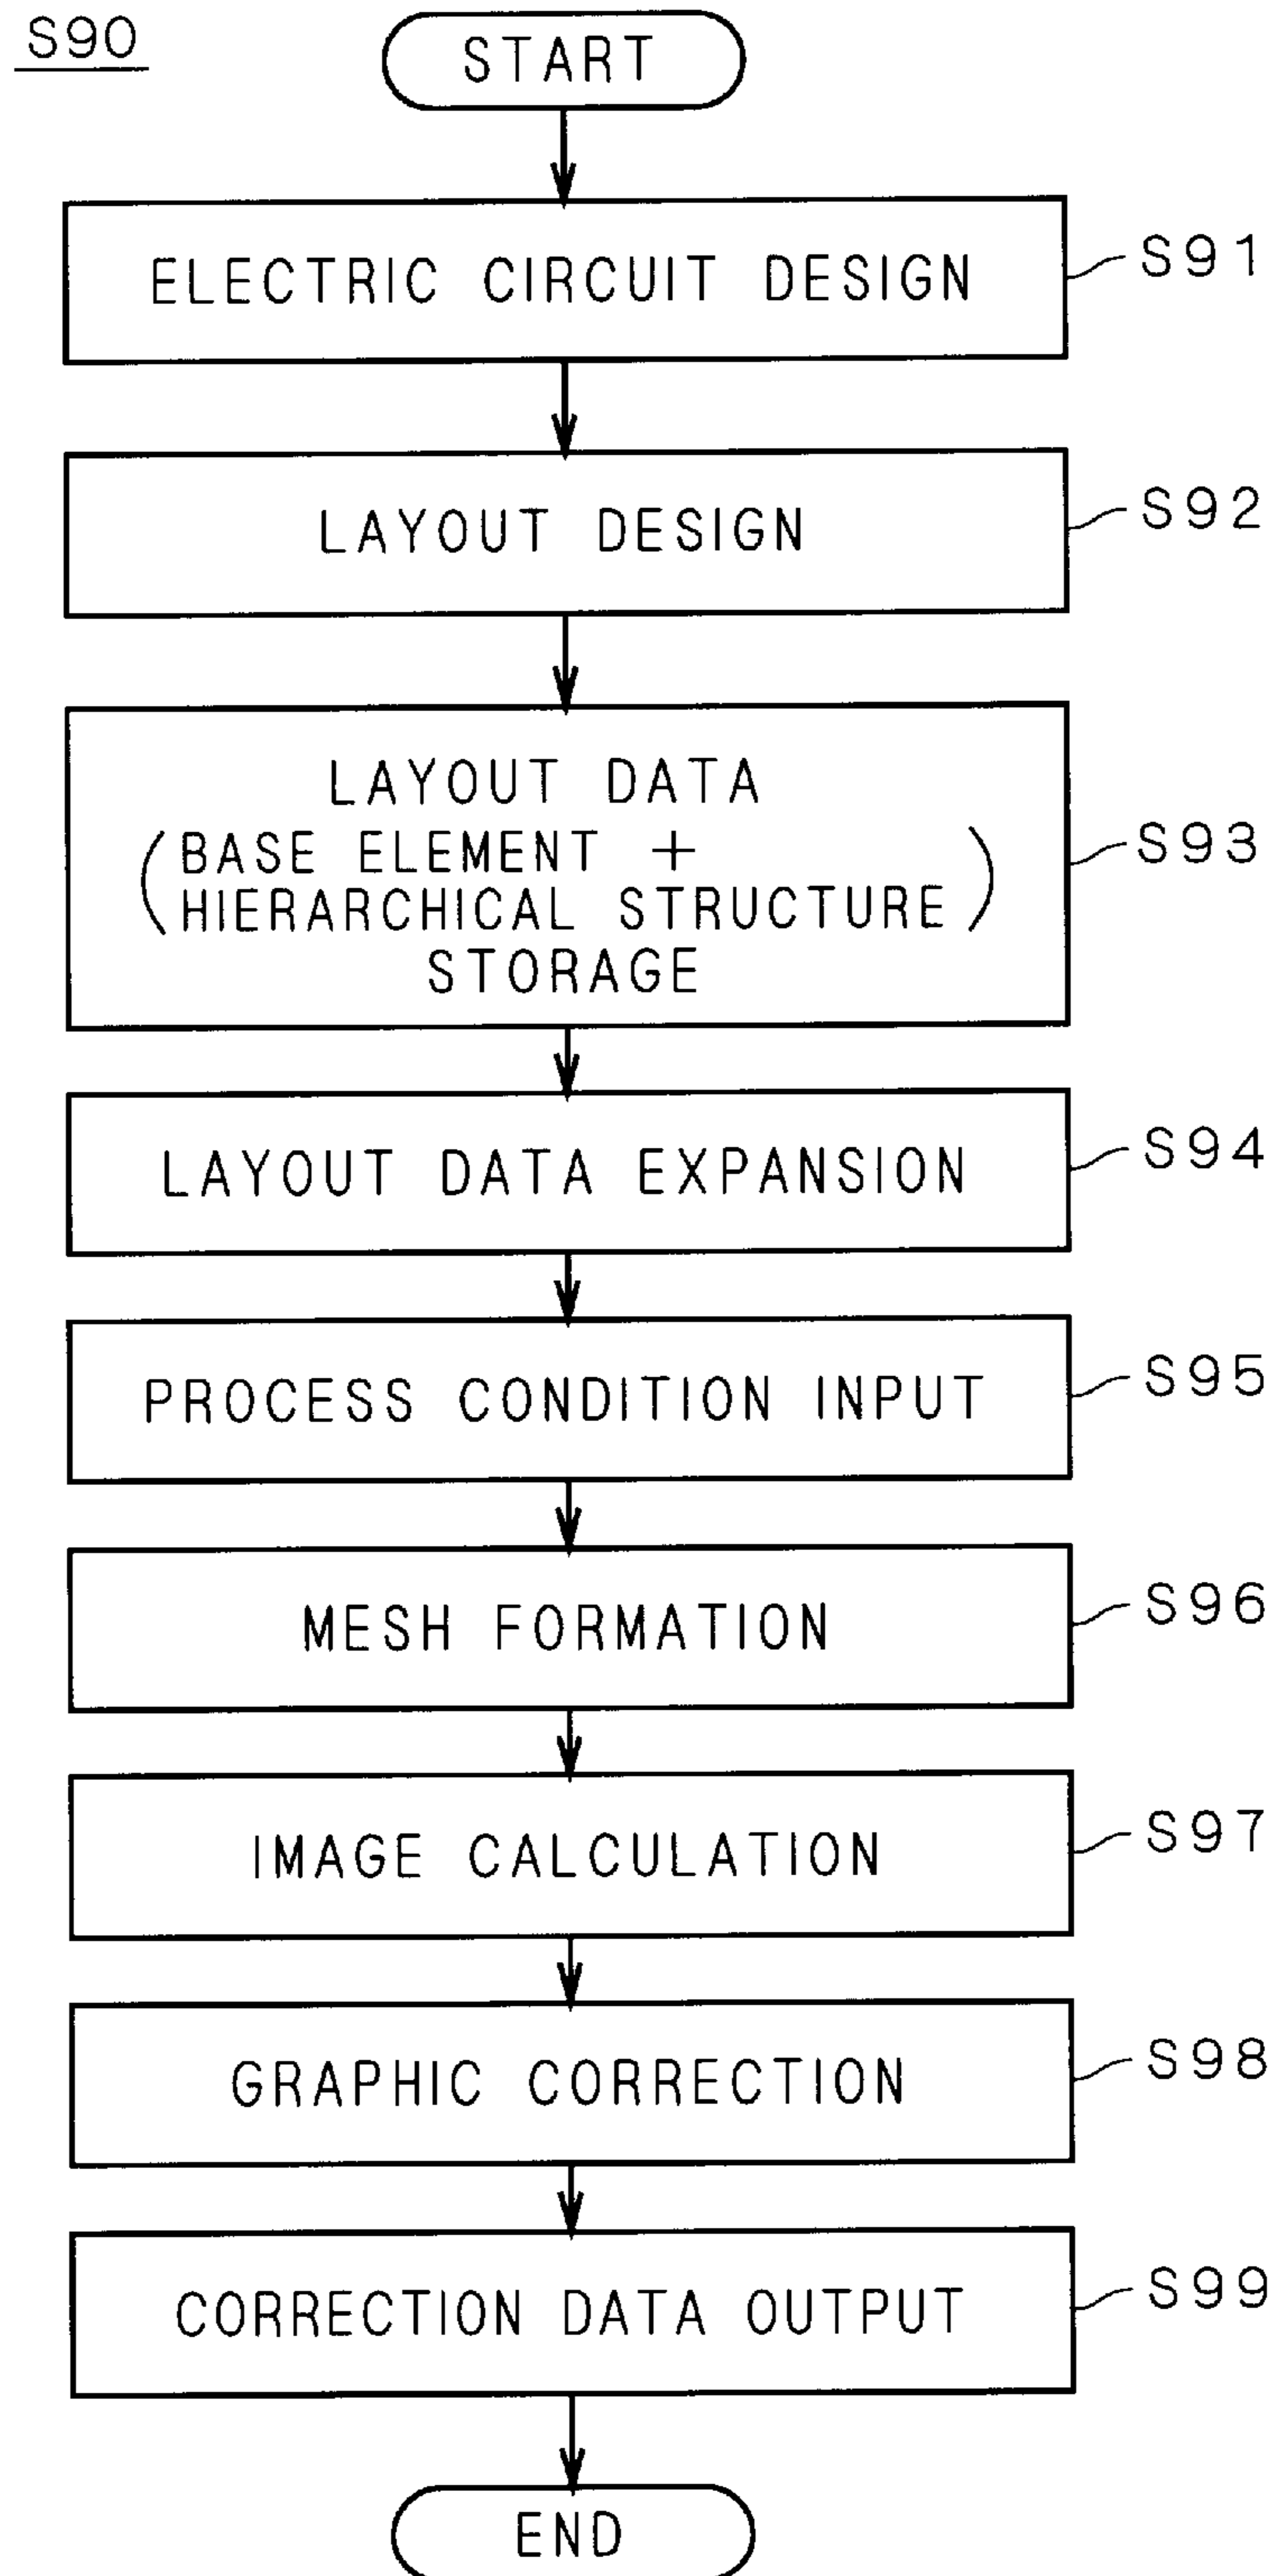 S90
START
ELECTRIC CIRCUIT DESIGN
S91
LAYOUT DESIGN
S92
LAYOUT DATA
(BASE ELEMENT +
HIERARCHICAL STRUCTURE)
STORAGE
S93
LAYOUT DATA EXPANSION
S94
PROCESS CONDITION INPUT
S95
MESH FORMATION
S96
IMAGE CALCULATION
S97
GRAPHIC CORRECTION
S98
CORRECTION DATA OUTPUT
S99
END